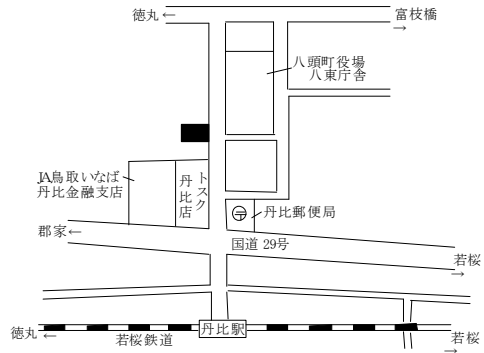 徳丸 ←
富枝橋
→
八頭町役場
八東庁舎
JA鳥取いなば
丹比金融支店
トスク
丹比店
〒
丹比郵便局
郡家←
国道 29号
若桜
→
丹比駅
徳丸 ←
若桜鉄道
若桜
→